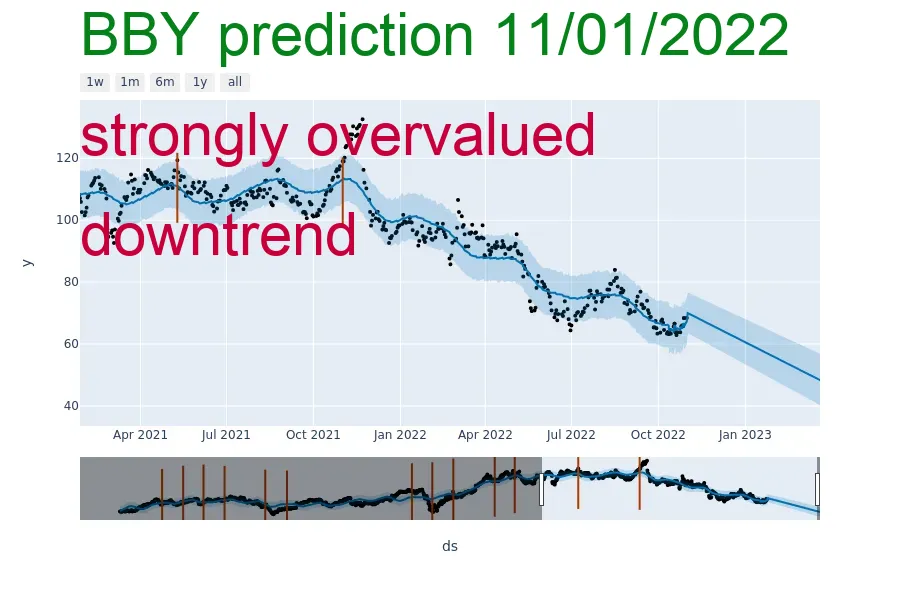 BBY prediction 11/01/2022
1w 1m 6m 1y all
strongly overvalued
120
100
downtrend
y
80
60
40
Apr 2021 Jul 2021 Oct 2021 Jan 2022 Apr 2022 Jul 2022 Oct 2022 Jan 2023
ds